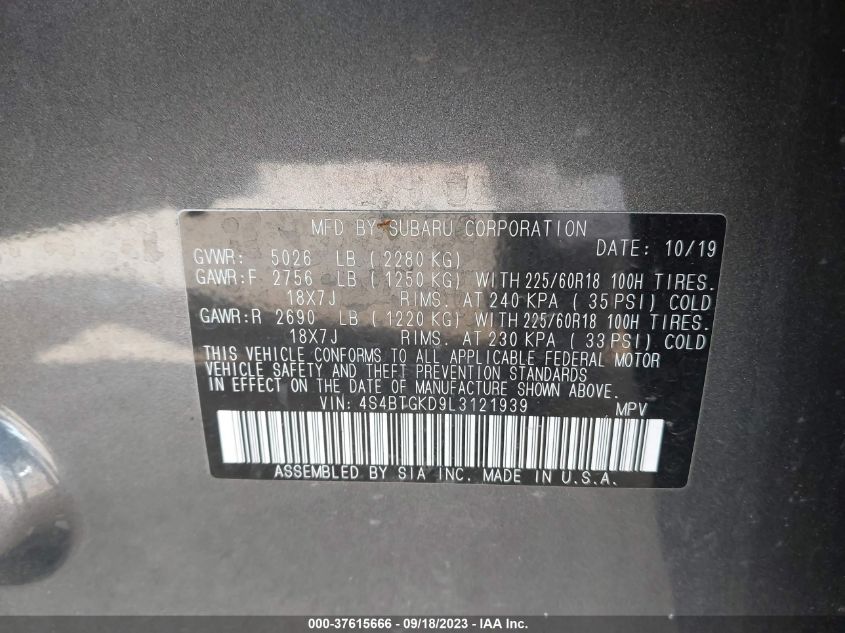 MFD BY SUBARU CORPORATION
GVWR: 5026 LB (2280 KG) DATE: 10/19
GAWR:F 2756 LB (1250 KG) WITH 225/60R18 100H TIRES.
18X7J RIMS. AT 240 KPA (35 PSI) COLD
GAWR:R 2690 LB (1220 KG) WITH 225/60R18 100H TIRES.
18X7J RIMS. AT 230 KPA (33 PSI) COLD
THIS VEHICLE CONFORMS TO ALL APPLICABLE FEDERAL MOTOR
VEHICLE SAFETY AND THEFT PREVENTION STANDARDS
IN EFFECT ON THE DATE OF MANUFACTURE SHOWN ABOVE.
VIN: 4S4BTGKD9L3121939 MPV
ASSEMBLED BY SIA INC. MADE IN U.S.A.
000-37615666 - 09/18/2023 - IAAI Inc.